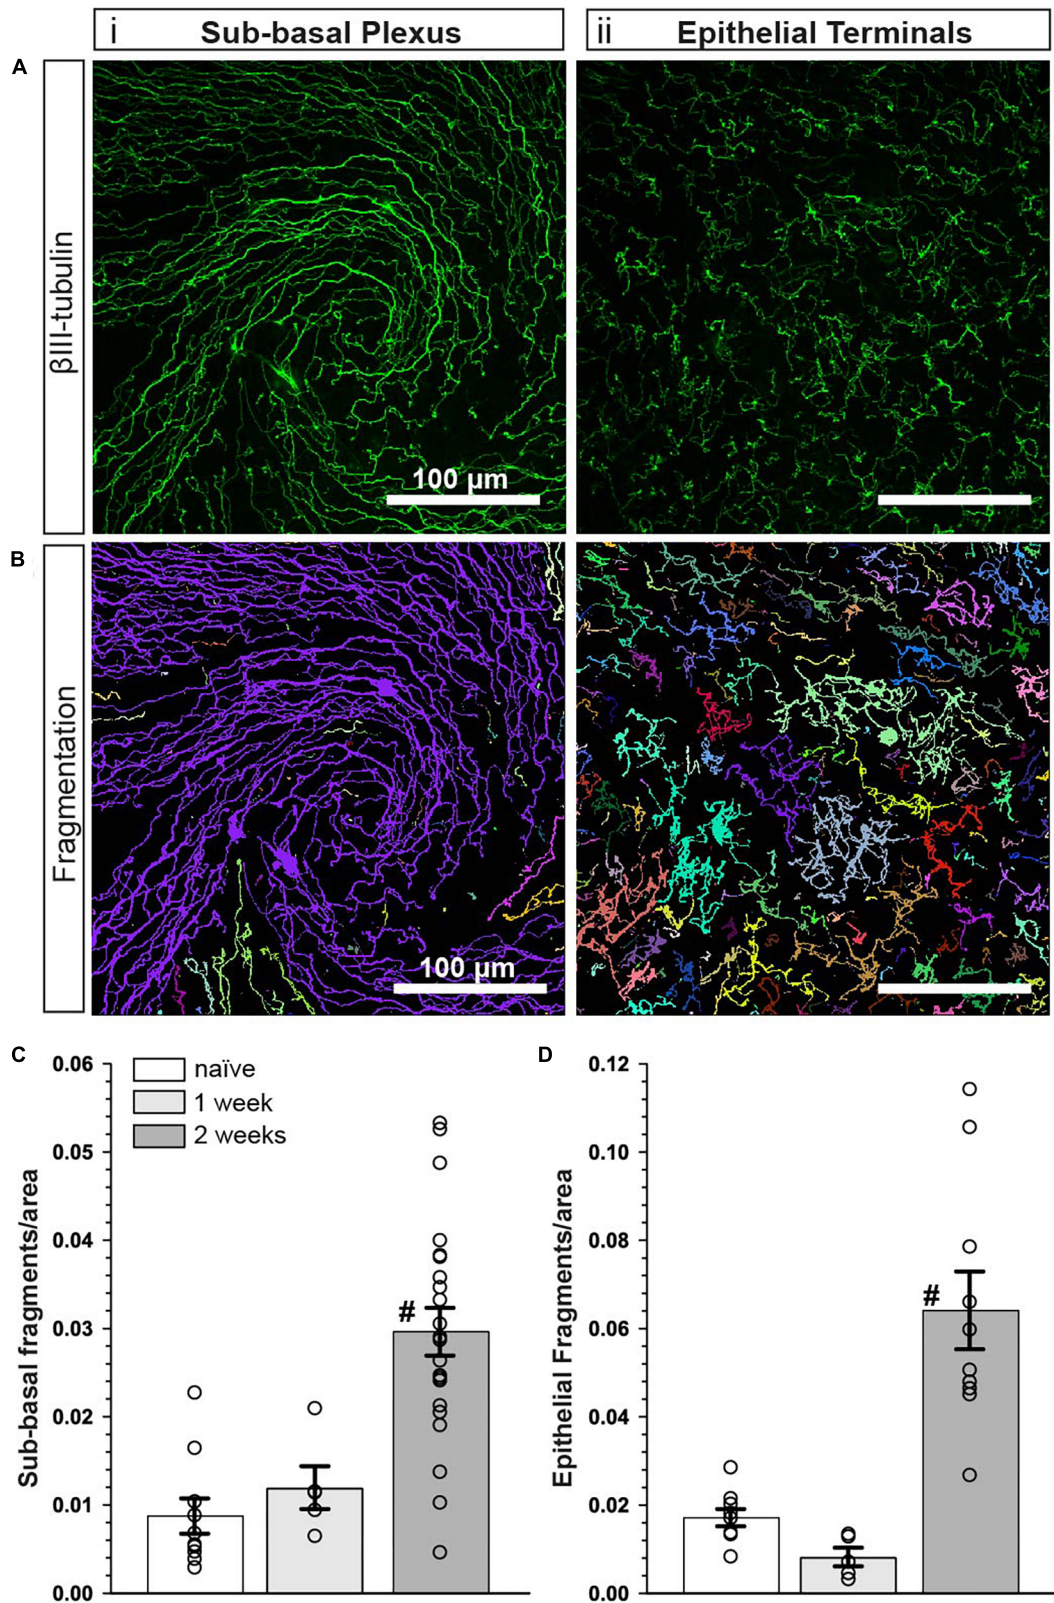 i Sub-basal Plexus
ii Epithelial Terminals
A
βIII-tubulin
100 µm
B
Fragmentation
100 µm
C
naïve
1 week
2 weeks
Sub-basal fragments/area
0.06
0.05
0.04
0.03
0.02
0.01
0.00
#
D
Epithelial Fragments/area
0.12
0.10
0.08
0.06
0.04
0.02
0.00
#